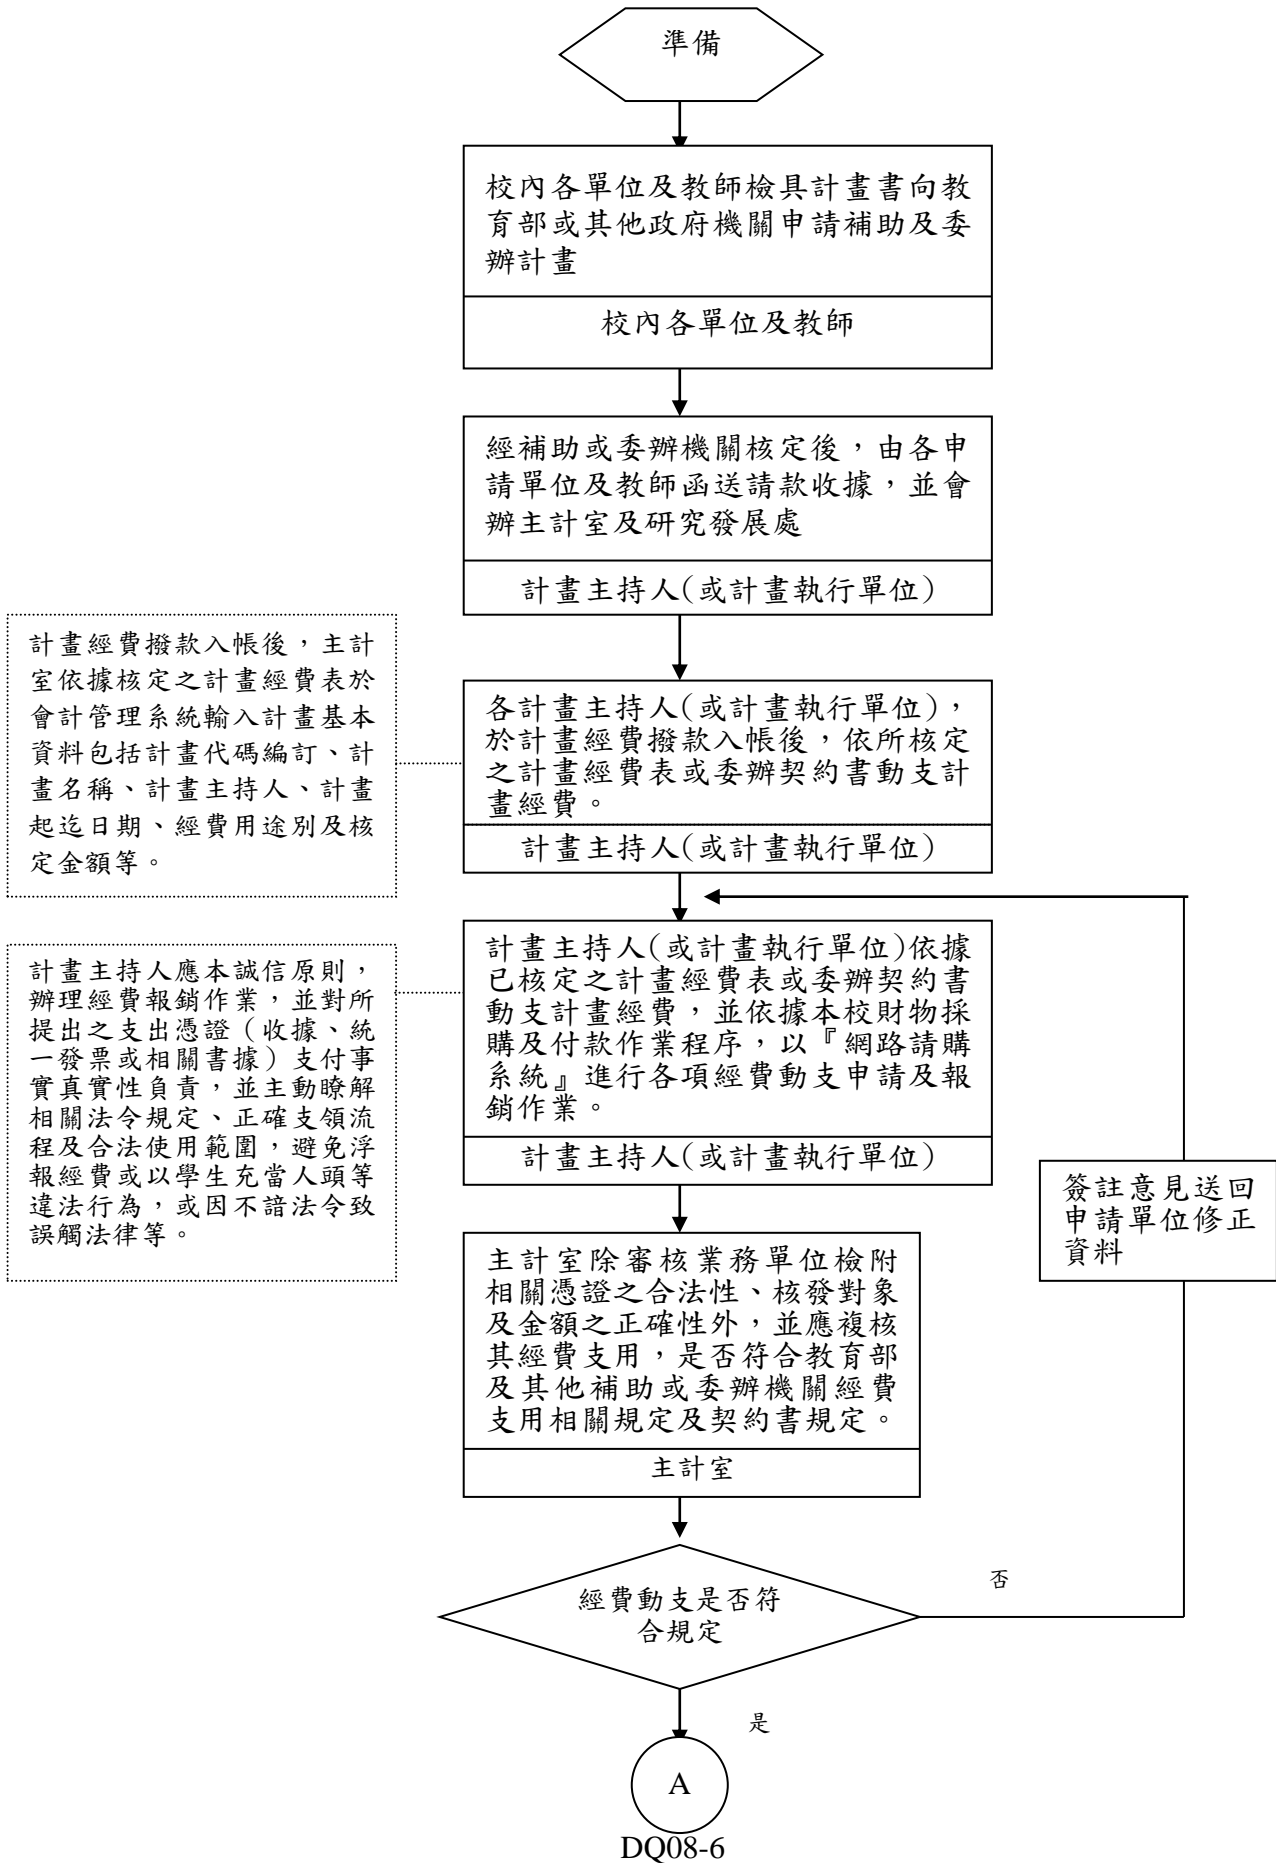 準備
校內各單位及教師檢具計畫書向教
育部或其他政府機關申請補助及委
辦計畫
校內各單位及教師
經補助或委辦機關核定後，由各申
請單位及教師函送請款收據，並會
辦主計室及研究發展處
計畫主持人(或計畫執行單位)
計畫經費撥款入帳後，主計
室依據核定之計畫經費表於
會計管理系統輸入計畫基本
資料包括計畫代碼編訂、計
畫名稱、計畫主持人、計畫
起迄日期、經費用途別及核
定金額等。
各計畫主持人(或計畫執行單位)，
於計畫經費撥款入帳後，依所核定
之計畫經費表或委辦契約書動支計
畫經費。
計畫主持人(或計畫執行單位)
計畫主持人應本誠信原則，
辦理經費報銷作業，並對所
提出之支出憑證（收據、統
一發票或相關書據）支付事
實真實性負責，並主動瞭解
相關法令規定、正確支領流
程及合法使用範圍，避免浮
報經費或以學生充當人頭等
違法行為，或因不諳法令致
誤觸法律等。
計畫主持人(或計畫執行單位)依據
已核定之計畫經費表或委辦契約書
動支計畫經費，並依據本校財物採
購及付款作業程序，以『網路請購
系統』進行各項經費動支申請及報
銷作業。
計畫主持人(或計畫執行單位)
簽註意見送回
申請單位修正
資料
主計室除審核業務單位檢附
相關憑證之合法性、核發對象
及金額之正確性外，並應複核
其經費支用，是否符合教育部
及其他補助或委辦機關經費
支用相關規定及契約書規定。
主計室
經費動支是否符
合規定
否
是
A
DQ08-6